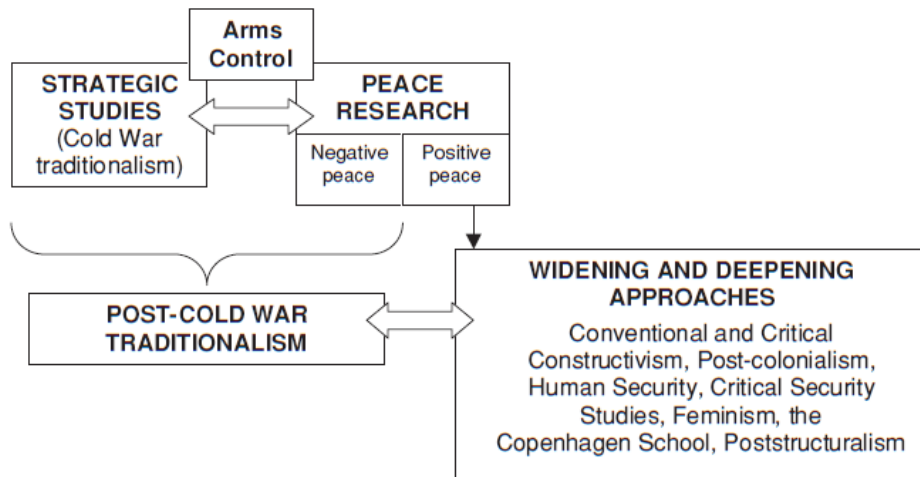 Arms
Control
STRATEGIC
STUDIES
(Cold War
traditionalism)
PEACE
RESEARCH
Negative
peace
Positive
peace
POST-COLD WAR
TRADITIONALISM
WIDENING AND DEEPENING
APPROACHES
Conventional and Critical
Constructivism, Post-colonialism,
Human Security, Critical Security
Studies, Feminism, the
Copenhagen School, Poststructuralism